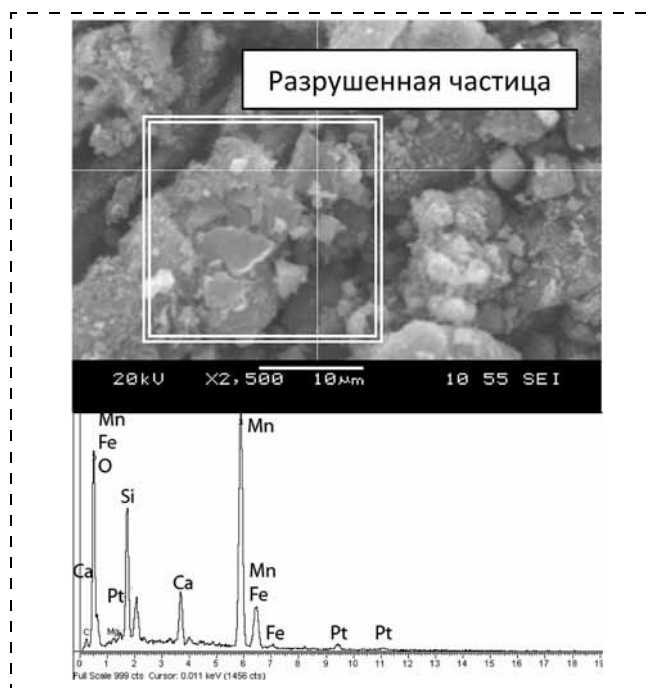 Разрушенная частица
20kV X2,500 10μm 10 55 SEI
Mn
Fe
O
Mn
Si
Ca
Pt
Ca
Mn
Fe
C
Mg
Fe
Pt
Pt
0 1 2 3 4 5 6 7 8 9 10 11 12 13 14 15 16 17 18 19
Full Scale 999 cts Cursor: 0.011 keV (1456 cts)